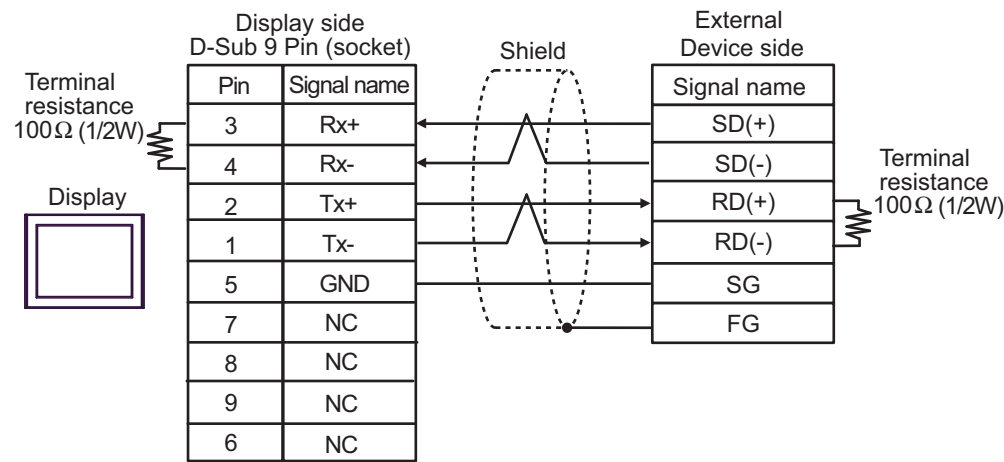 Display side
D-Sub 9 Pin (socket)
Shield
External
Device side
Terminal
resistance
100Ω (1/2W)
Pin Signal name
Signal name
3 Rx+
SD(+)
4 Rx-
SD(-)
2 Tx+
RD(+)
1 Tx-
RD(-)
5 GND
SG
7 NC
FG
8 NC
9 NC
6 NC
Display
Terminal
resistance
100Ω (1/2W)